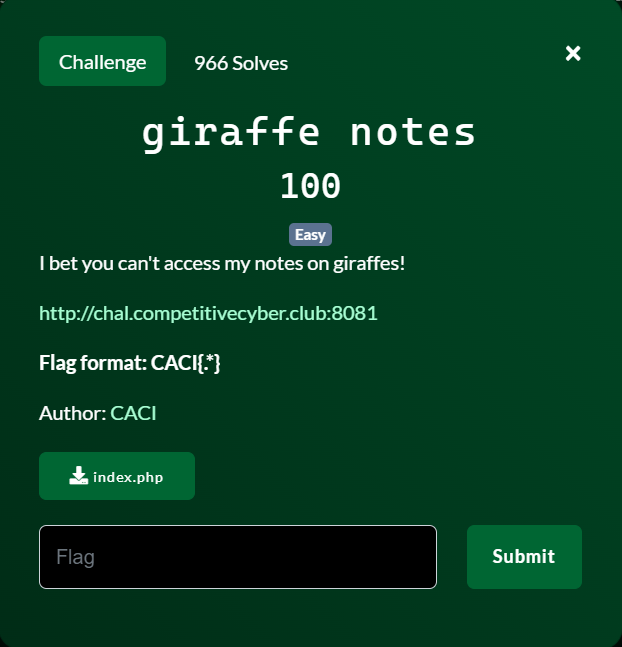 Challenge
966 Solves
×
giraffe notes
100
Easy
I bet you can't access my notes on giraffes!
http://chal.competitivecyber.club:8081
Flag format: CACI{.*}
Author: CACI
index.php
Flag
Submit